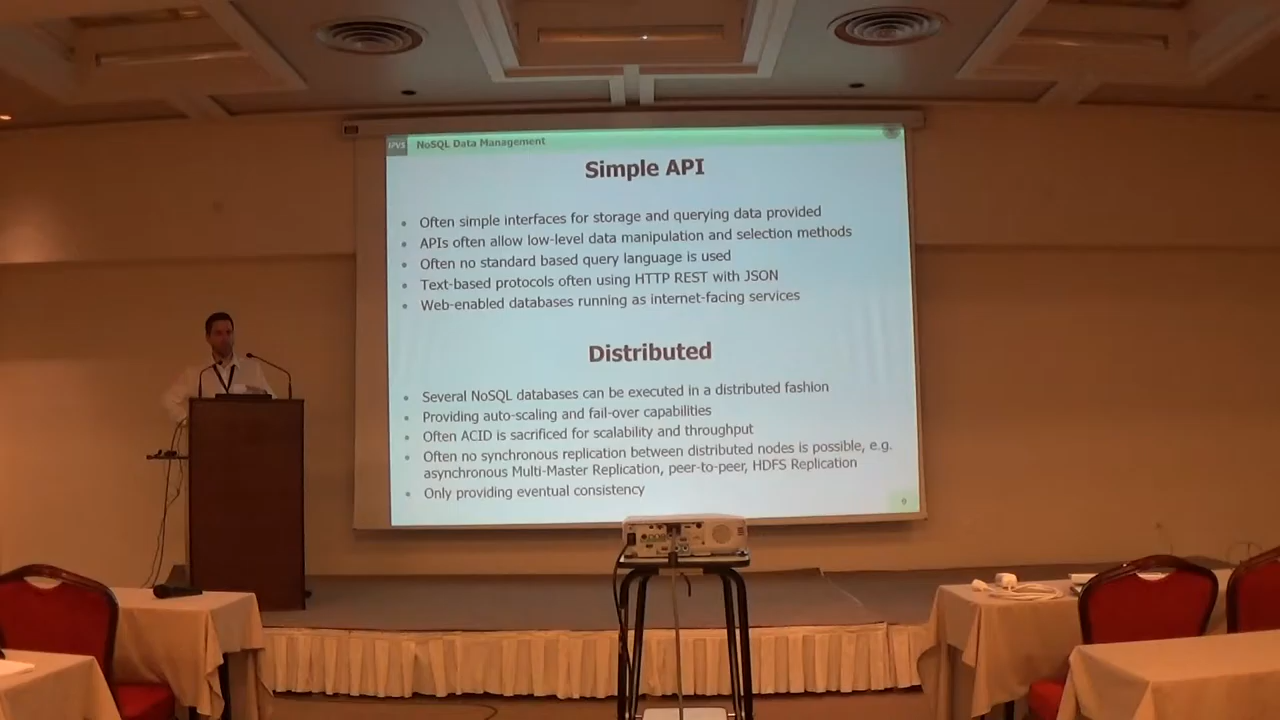 IPVS NoSQL Data Management
Simple API
• Often simple interfaces for storage and querying data provided
• APIs often allow low-level data manipulation and selection methods
• Often no standard based query language is used
• Text-based protocols often using HTTP REST with JSON
• Web-enabled databases running as internet-facing services
Distributed
• Several NoSQL databases can be executed in a distributed fashion
• Providing auto-scaling and fail-over capabilities
• Often ACID is sacrificed for scalability and throughput
• Often no synchronous replication between distributed nodes is possible, e.g.
asynchronous Multi-Master Replication, peer-to-peer, HDFS Replication
• Only providing eventual consistency
9